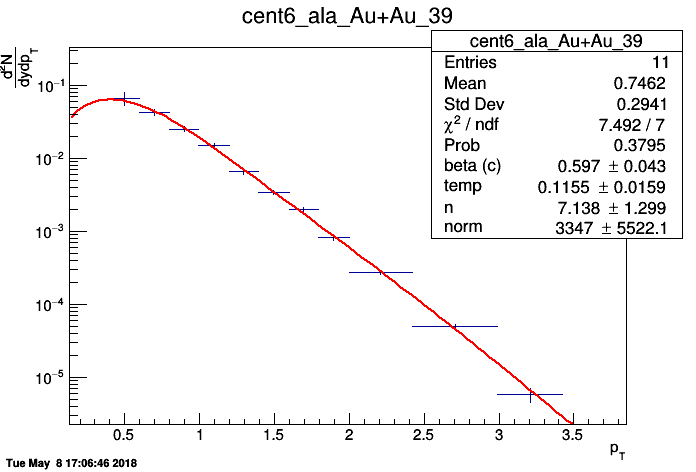 cent6_ala_Au+Au_39
cent6_ala_Au+Au_39
Entries 11
Mean 0.7462
Std Dev 0.2941
χ² / ndf 7.492 / 7
Prob 0.3795
beta (c) 0.597 ± 0.043
temp 0.1155 ± 0.0159
n 7.138 ± 1.299
norm 3347 ± 5522.1
d²N
dydp_T
10⁻¹
10⁻²
10⁻³
10⁻⁴
10⁻⁵
0.5 1 1.5 2 2.5 3 3.5
p_T
Tue May 8 17:06:46 2018